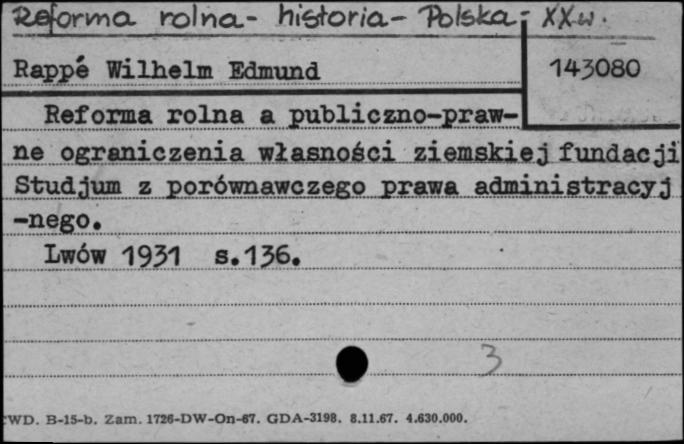 Reforma rolna - historia - Polska - XXw.
Rappé Wilhelm Edmund
143080
Reforma rolna a publiczno-praw-
ne ograniczenia własności ziemskiej fundacji
Studjum z porównawczego prawa administracyj
-nego.
Lwów 1931 s.136.
3
WD. B-15-b. Zam. 1726-DW-On-67. GDA-3198. 8.11.67. 4.630.000.